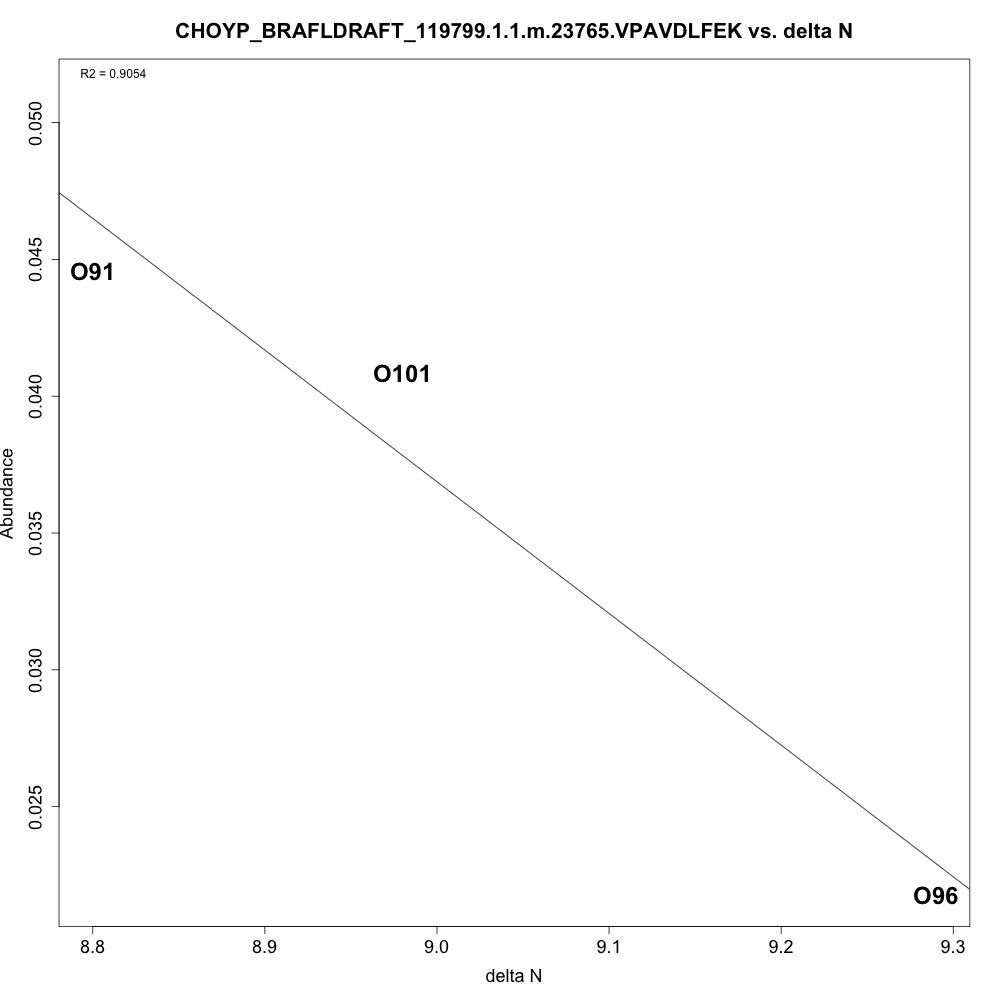 CHOYP_BRAFLDRAFT_119799.1.1.m.23765.VPAVDLFEK vs. delta N
R2 = 0.9054
0.050
0.045
0.040
0.035
0.030
0.025
Abundance
O91
O101
O96
8.8 8.9 9.0 9.1 9.2 9.3
delta N